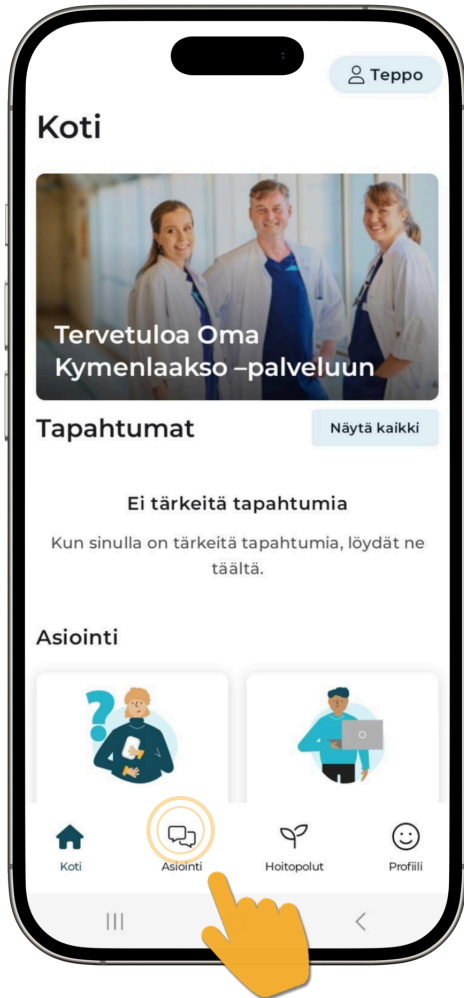 Teppo
Koti
Tervetuloa Oma
Kymenlaakso –palveluun
Tapahtumat
Näytä kaikki
Ei tärkeitä tapahtumia
Kun sinulla on tärkeitä tapahtumia, löydät ne
täältä.
Asiointi
?
Koti
Asiointi
Hoitopolut
Profiili